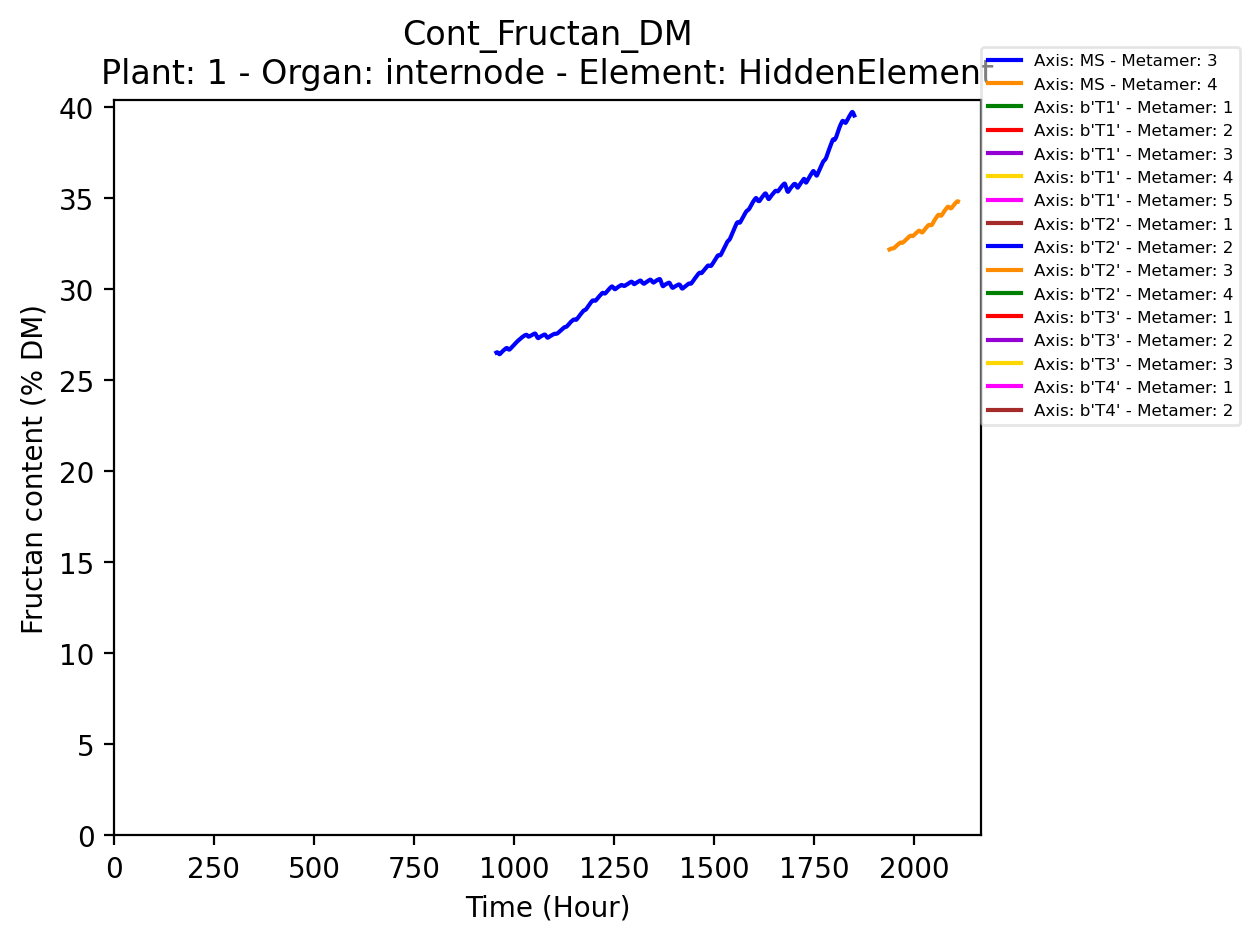 Cont_Fructan_DM
Plant: 1 - Organ: internode - Element: HiddenElement
Axis: MS - Metamer: 3
Axis: MS - Metamer: 4
Axis: b'T1' - Metamer: 1
Axis: b'T1' - Metamer: 2
Axis: b'T1' - Metamer: 3
Axis: b'T1' - Metamer: 4
Axis: b'T1' - Metamer: 5
Axis: b'T2' - Metamer: 1
Axis: b'T2' - Metamer: 2
Axis: b'T2' - Metamer: 3
Axis: b'T2' - Metamer: 4
Axis: b'T3' - Metamer: 1
Axis: b'T3' - Metamer: 2
Axis: b'T3' - Metamer: 3
Axis: b'T4' - Metamer: 1
Axis: b'T4' - Metamer: 2
Fructan content (% DM)
40
35
30
25
20
15
10
5
0
0 250 500 750 1000 1250 1500 1750 2000
Time (Hour)